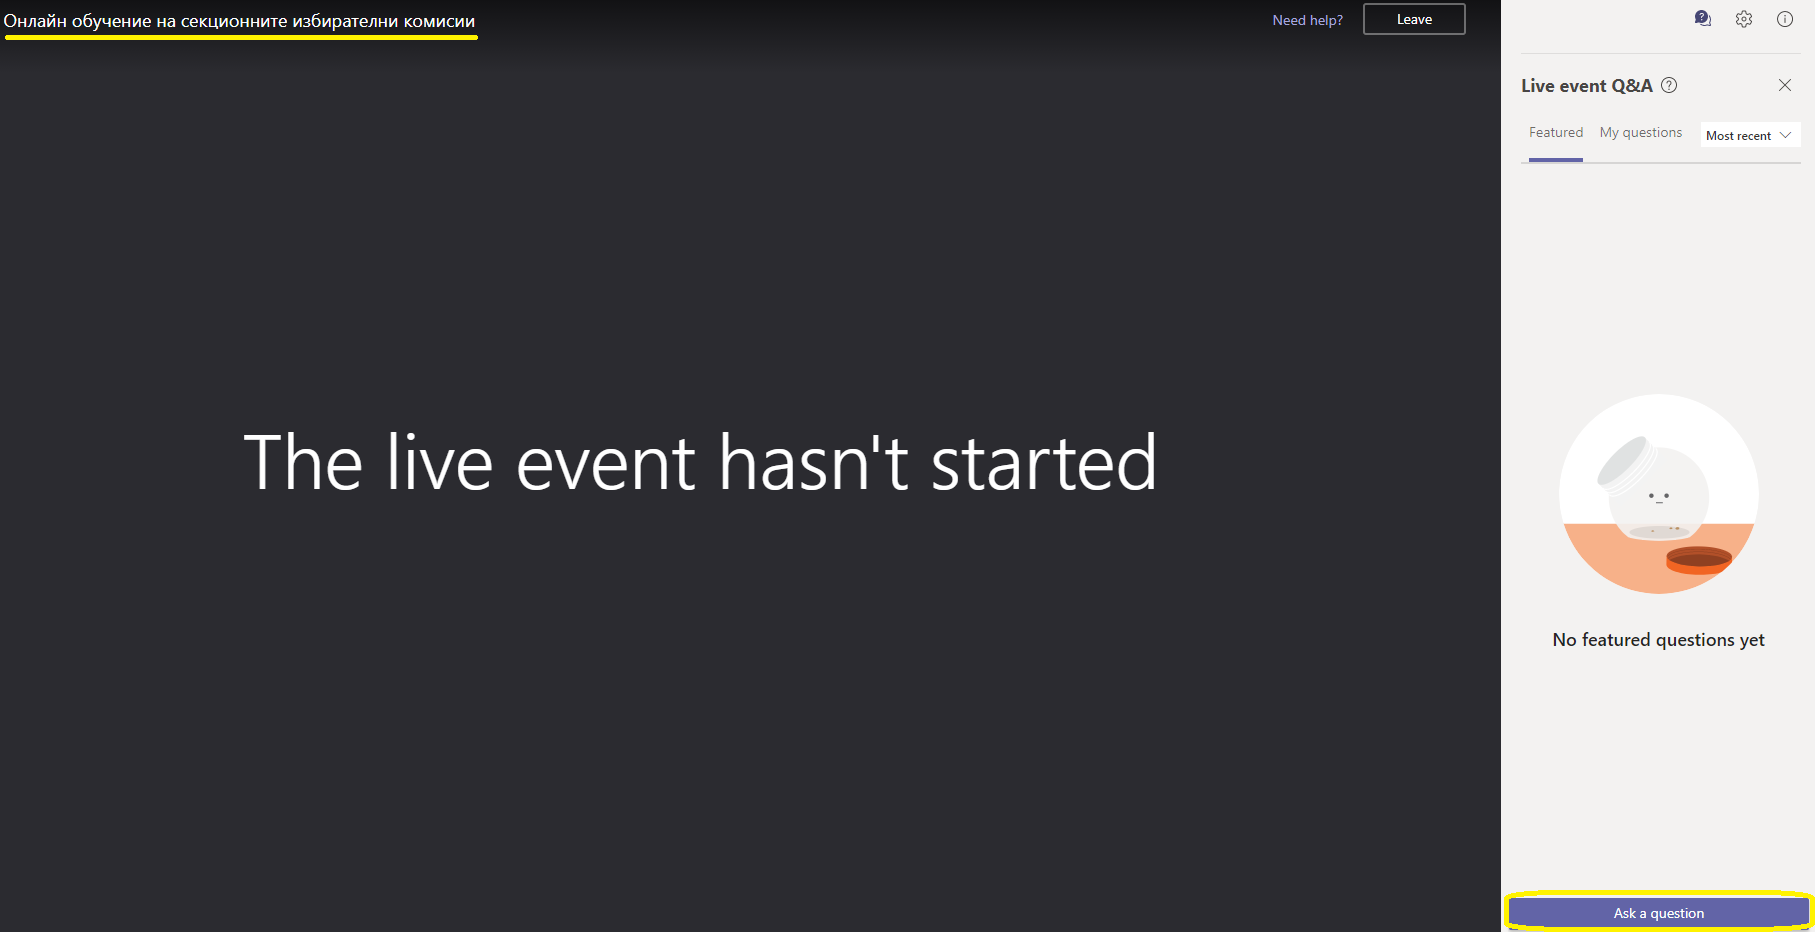 Онлайн обучение на секционните избирателни комисии
Need help?
Leave
Live event Q&A
Featured
My questions
Most recent
The live event hasn't started
No featured questions yet
Ask a question